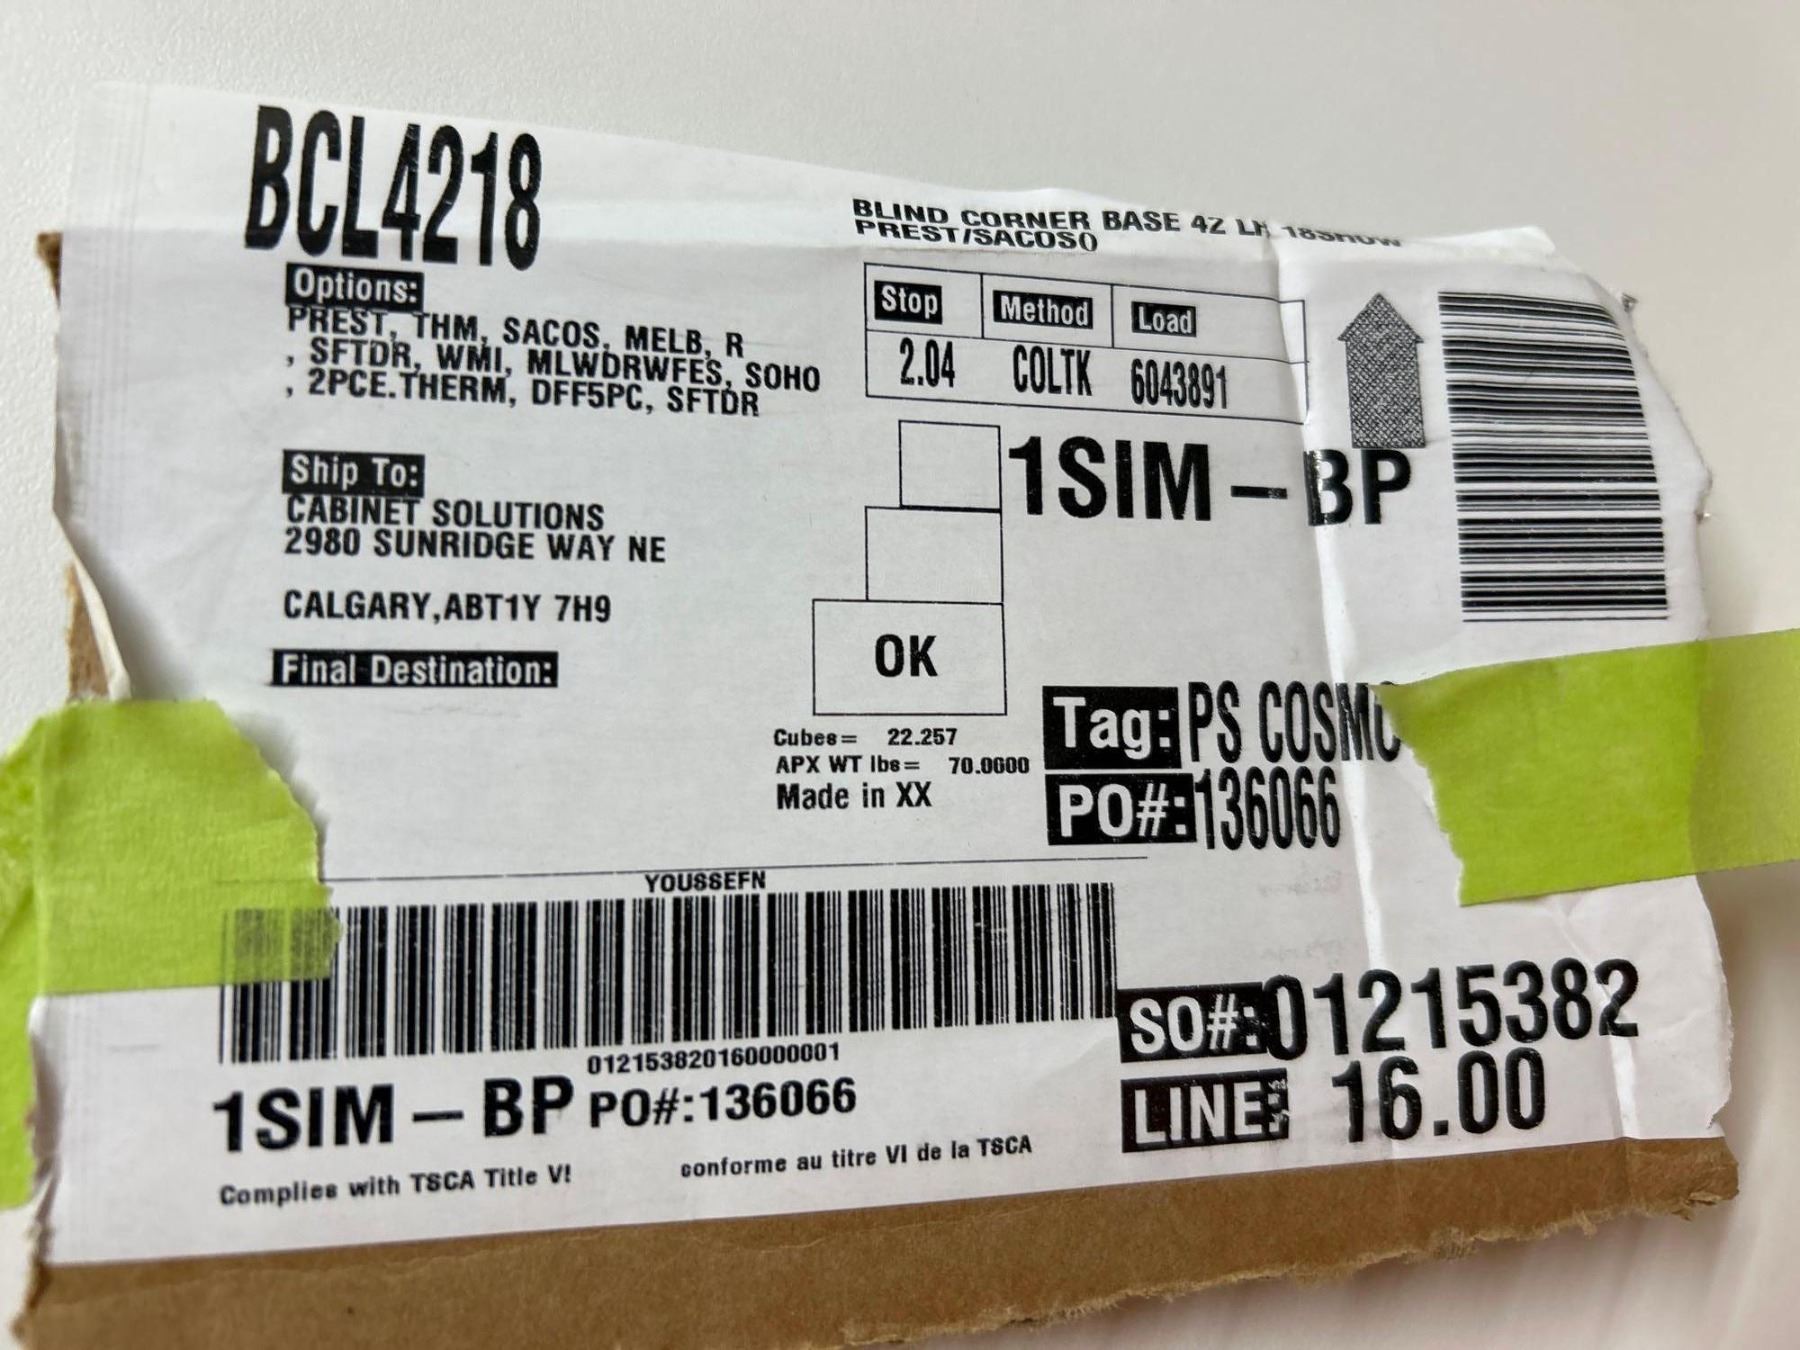 BCL4218
BLIND CORNER BASE 42 LH 18SHOW
PREST/SACOS()
Options:
PREST, THM, SACOS, MELB, R
, SFTDR, WMI, MLWDRWFES, SOHO
, 2PCE.THERM, DFF5PC, SFTDR
Stop Method Load
2.04 COLTK 6043891
1SIM – BP
Ship To:
CABINET SOLUTIONS
2980 SUNRIDGE WAY NE
CALGARY,ABT1Y 7H9
Final Destination:
OK
Cubes= 22.257
APX WT lbs= 70.0000
Made in XX
Tag: PS COSMO
PO#:136066
YOUSSEFN
012153820160000001
1SIM – BP PO#:136066
SO#:01215382
LINE: 16.00
Complies with TSCA Title VI
conforme au titre VI de la TSCA